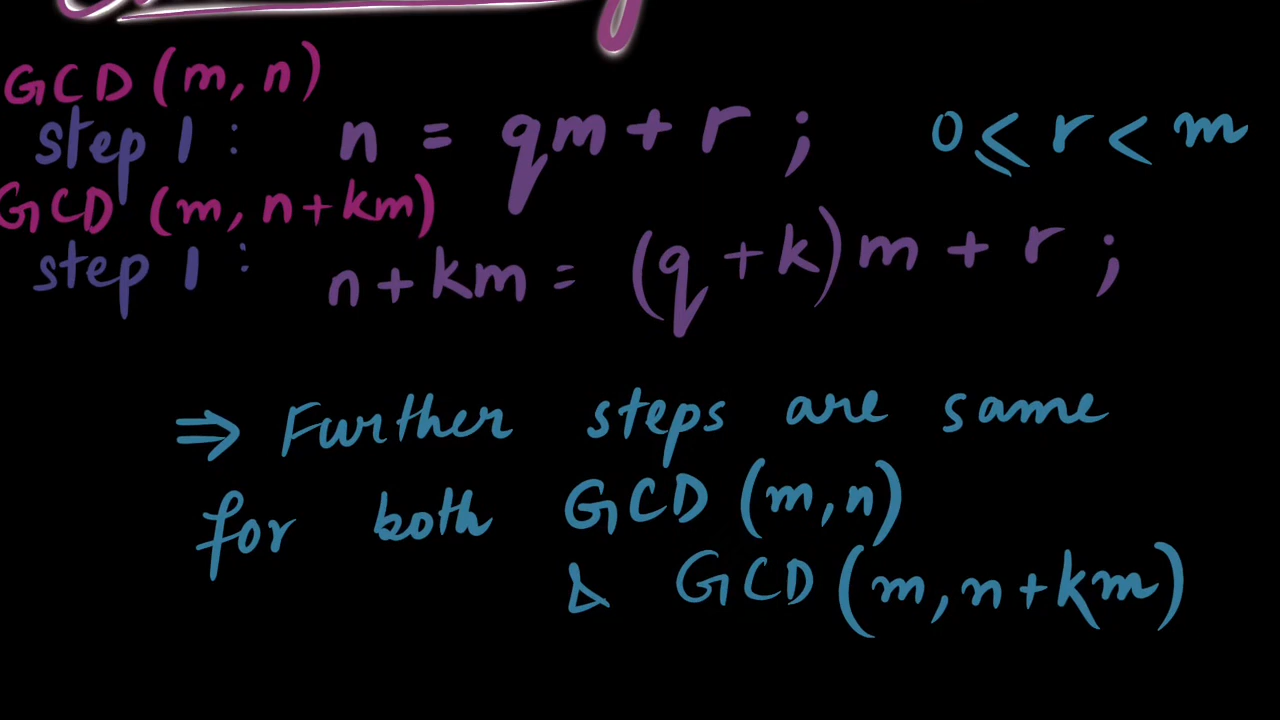 GCD (m, n)
step 1 : n = qm + r ; 0 ≤ r < m
GCD (m, n+km)
step 1 : n + km = (q + k) m + r ;
⇒ Further steps are same
for both GCD (m, n)
& GCD (m, n + km)